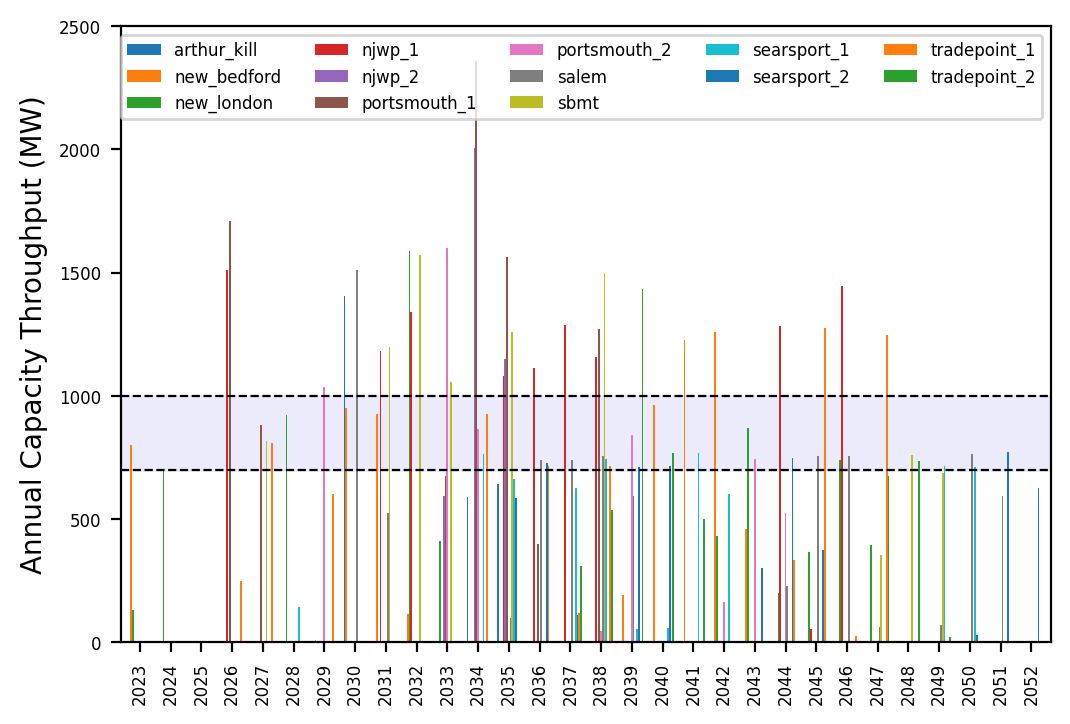 2500
2000
1500
1000
500
0
Annual Capacity Throughput (MW)
arthur_kill
new_bedford
new_london
njwp_1
njwp_2
portsmouth_1
portsmouth_2
salem
sbmt
searsport_1
searsport_2
tradepoint_1
tradepoint_2
2023 2024 2025 2026 2027 2028 2029 2030 2031 2032 2033 2034 2035 2036 2037 2038 2039 2040 2041 2042 2043 2044 2045 2046 2047 2048 2049 2050 2051 2052